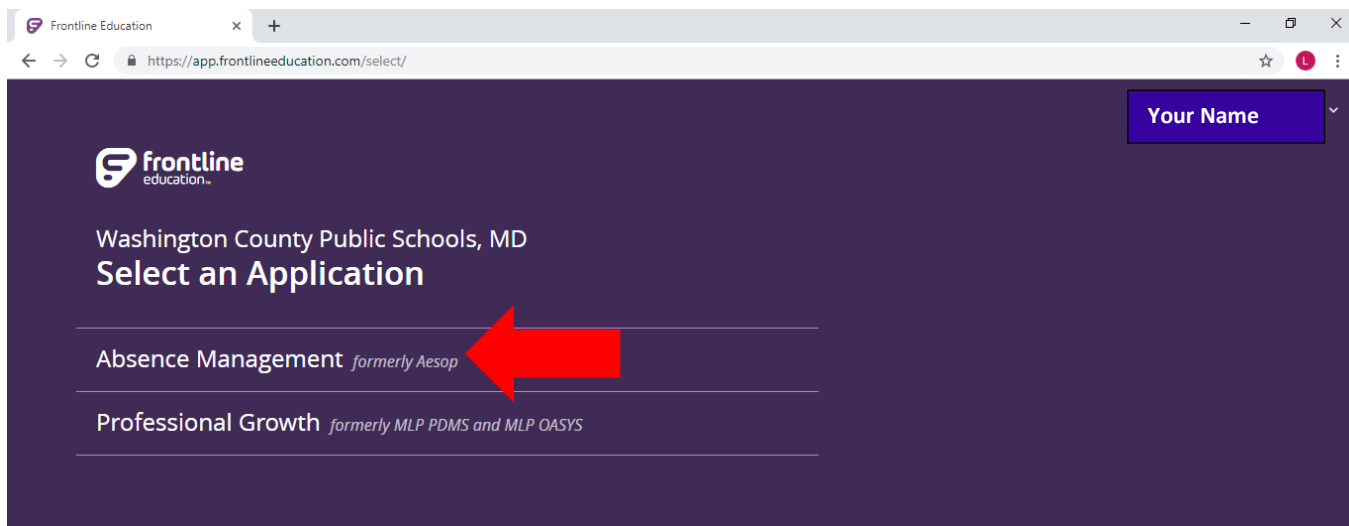 Frontline Education
https://app.frontlineeducation.com/select/
L
Your Name
frontline
education™
Washington County Public Schools, MD
Select an Application
Absence Management formerly Aesop
Professional Growth formerly MLP PDMS and MLP OASYS